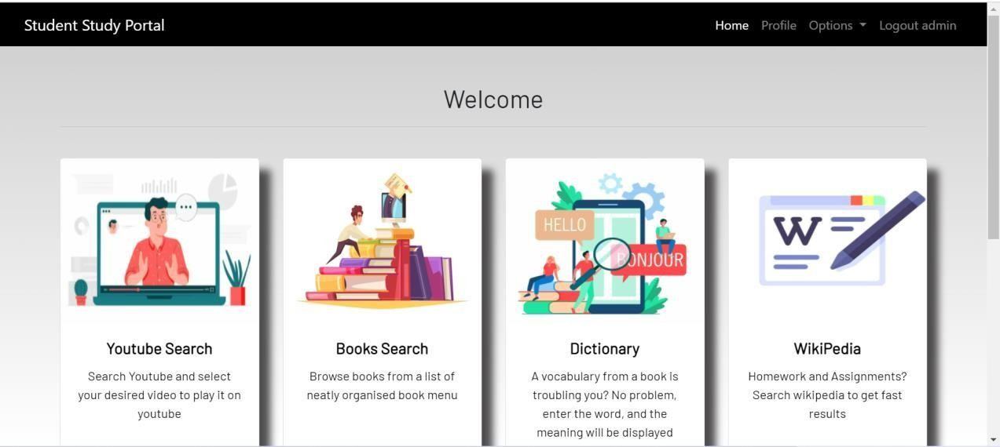 Student Study Portal
Home Profile Options Logout admin
Welcome
HELLO
BONJOUR
W
Youtube Search
Search Youtube and select
your desired video to play it on
youtube
Books Search
Browse books from a list of
neatly organised book menu
Dictionary
A vocabulary from a book is
troubling you? No problem,
enter the word, and the
meaning will be displayed
WikiPedia
Homework and Assignments?
Search wikipedia to get fast
results